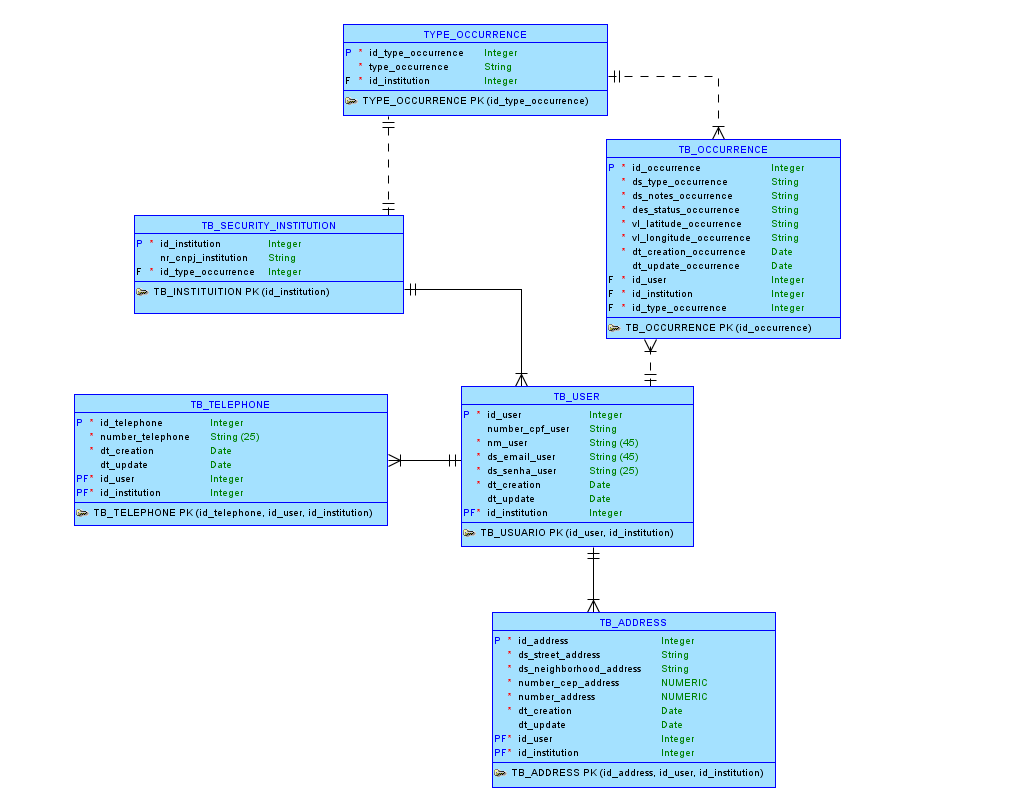 TYPE_OCCURRENCE
P * id_type_occurrence Integer
* type_occurrence String
F * id_institution Integer
TYPE_OCCURRENCE PK (id_type_occurrence)
TB_OCCURRENCE
P * id_occurrence Integer
* ds_type_occurrence String
* ds_notes_occurrence String
* des_status_occurrence String
* vl_latitude_occurrence String
* vl_longitude_occurrence String
* dt_creation_occurrence Date
dt_update_occurrence Date
F * id_user Integer
F * id_institution Integer
F * id_type_occurrence Integer
TB_OCCURRENCE PK (id_occurrence)
TB_SECURITY_INSTITUTION
P * id_institution Integer
nr_cnpj_institution String
F * id_type_occurrence Integer
TB_INSTITUITION PK (id_institution)
TB_TELEPHONE
P * id_telephone Integer
* number_telephone String (25)
* dt_creation Date
dt_update Date
PF* id_user Integer
PF* id_institution Integer
TB_TELEPHONE PK (id_telephone, id_user, id_institution)
TB_USER
P * id_user Integer
number_cpf_user String
* nm_user String (45)
* ds_email_user String (45)
* ds_senha_user String (25)
* dt_creation Date
dt_update Date
PF* id_institution Integer
TB_USUARIO PK (id_user, id_institution)
TB_ADDRESS
P * id_address Integer
* ds_street_address String
* ds_neighborhood_address String
* number_cep_address NUMERIC
* number_address NUMERIC
* dt_creation Date
dt_update Date
PF* id_user Integer
PF* id_institution Integer
TB_ADDRESS PK (id_address, id_user, id_institution)